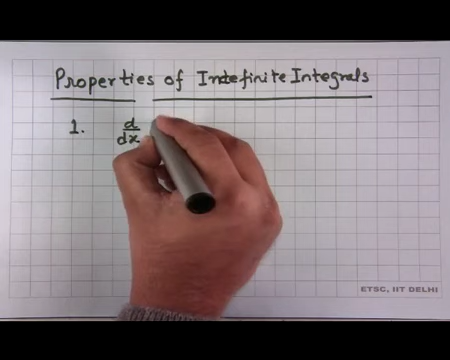 Properties of Indefinite Integrals
1. d/dx
ETSC, IIT DELHI